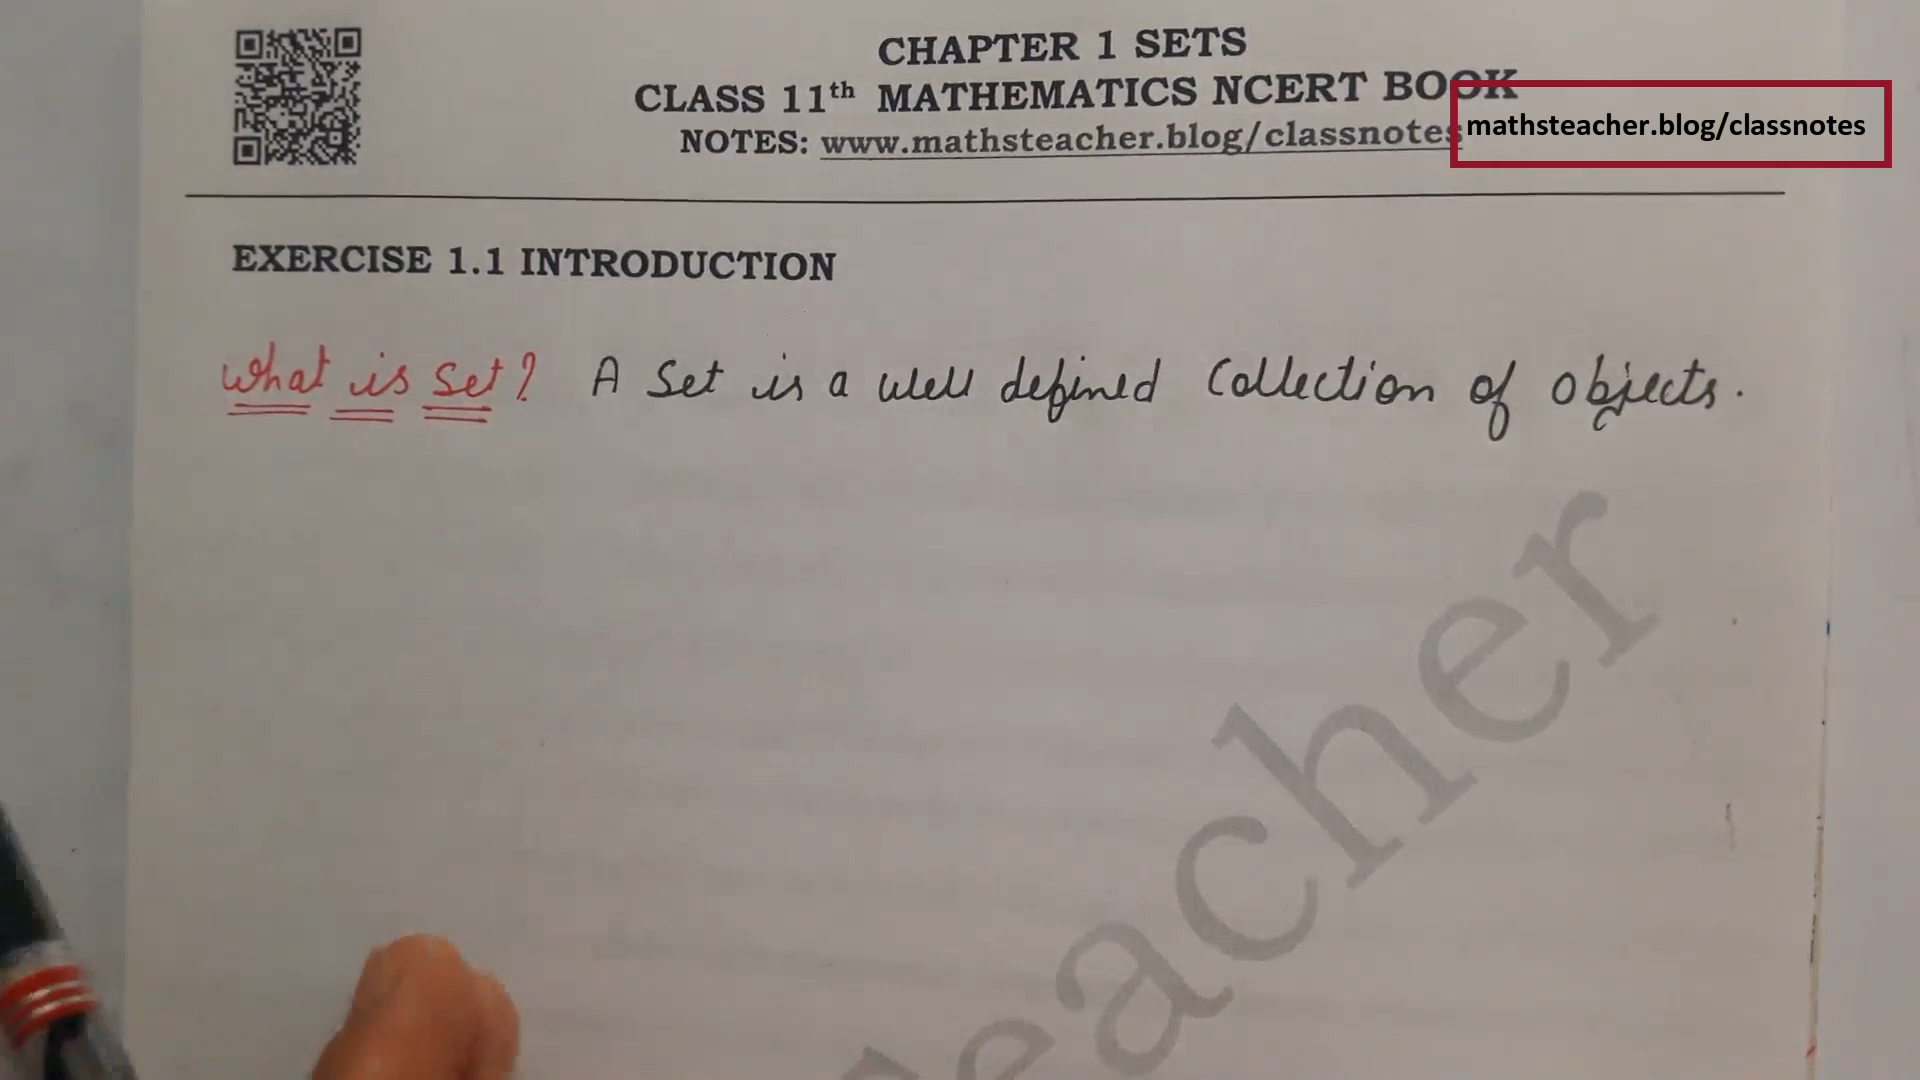 CHAPTER 1 SETS
CLASS 11th MATHEMATICS NCERT BOOK
NOTES: www.mathsteacher.blog/classnotes
mathsteacher.blog/classnotes
EXERCISE 1.1 INTRODUCTION
What is Set? A Set is a well defined Collection of objects.
eacher